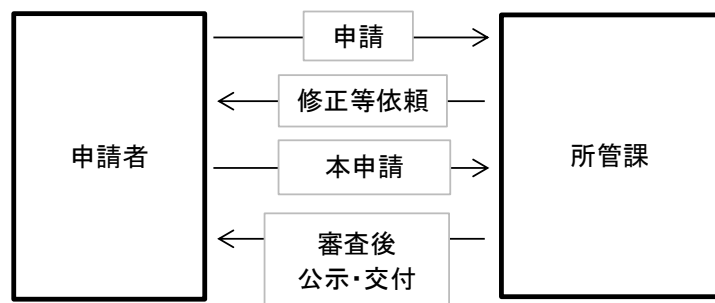 申請
修正等依頼
申請者
所管課
本申請
審査後
公示・交付